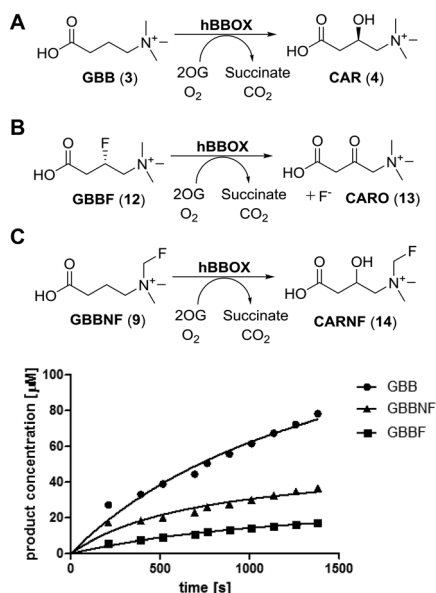 A
HO
O
N+
GBB (3)
hBBOX
2OG
O2
Succinate
CO2
HO
O
OH
N+
CAR (4)
B
HO
O
F
N+
GBBF (12)
hBBOX
2OG
O2
Succinate
CO2
HO
O
O
N+
+ F- CARO (13)
C
HO
O
N+
F
GBBNF (9)
hBBOX
2OG
O2
Succinate
CO2
HO
O
OH
N+
F
CARNF (14)
product concentration [µM]
100
80
60
40
20
0
0 500 1000 1500
time [s]
GBB
GBBNF
GBBF